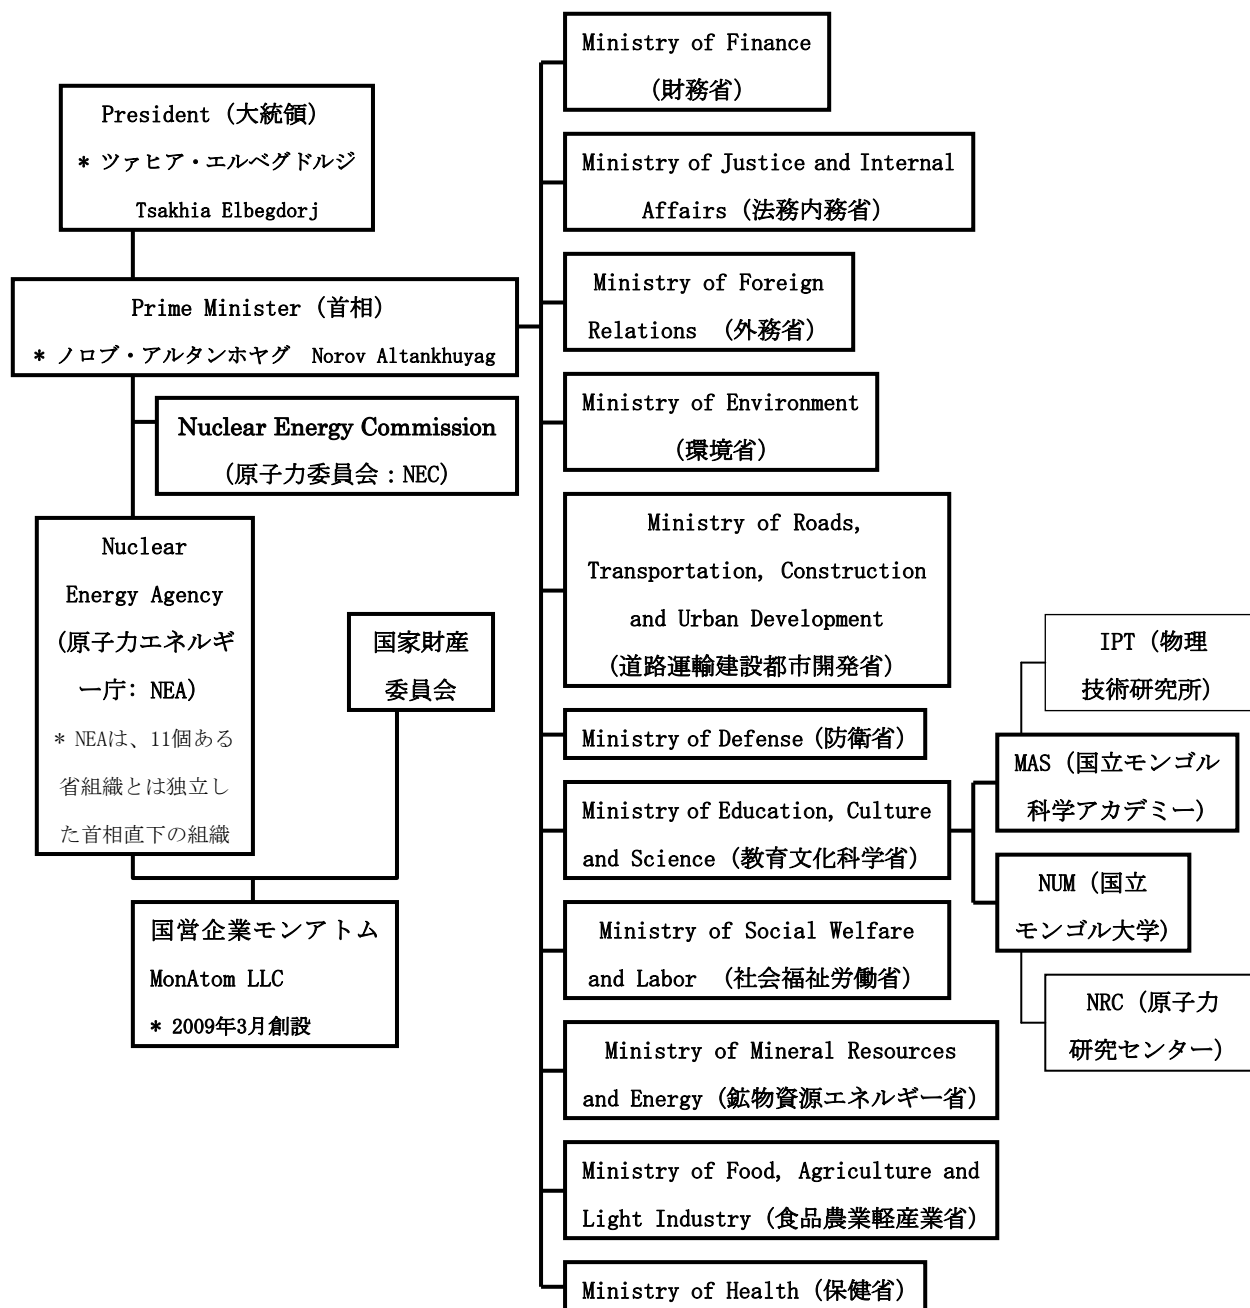 President (大統領)
* ツァヒア・エルベグドルジ
Tsakhia Elbegdorj
Prime Minister (首相)
* ノロブ・アルタンホヤグ Norov Altankhuyag
Nuclear Energy Commission
(原子力委員会：NEC)
Nuclear
Energy Agency
(原子力エネルギ
ー庁: NEA)
* NEAは、11個ある
省組織とは独立し
た首相直下の組織
国家財産
委員会
国営企業モンアトム
MonAtom LLC
* 2009年3月創設
Ministry of Finance
(財務省)
Ministry of Justice and Internal
Affairs (法務内務省)
Ministry of Foreign
Relations (外務省)
Ministry of Environment
(環境省)
Ministry of Roads,
Transportation, Construction
and Urban Development
(道路運輸建設都市開発省)
Ministry of Defense (防衛省)
Ministry of Education, Culture
and Science (教育文化科学省)
Ministry of Social Welfare
and Labor (社会福祉労働省)
Ministry of Mineral Resources
and Energy (鉱物資源エネルギー省)
Ministry of Food, Agriculture and
Light Industry (食品農業軽産業省)
Ministry of Health (保健省)
IPT (物理
技術研究所)
MAS (国立モンゴル
科学アカデミー)
NUM (国立
モンゴル大学)
NRC (原子力
研究センター)